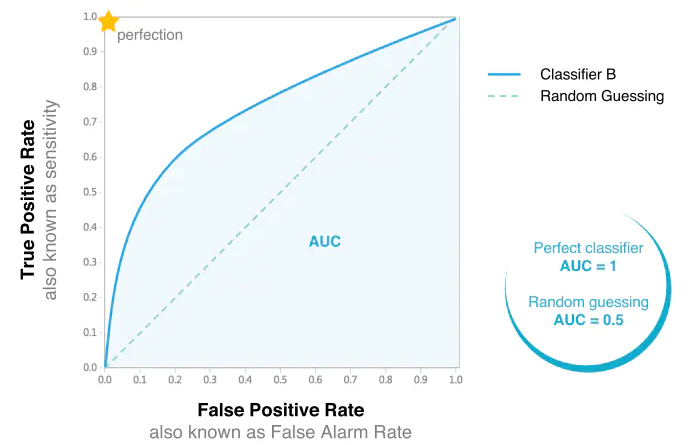 1.0
perfection
0.9
0.8
0.7
0.6
0.5
0.4
0.3
0.2
0.1
0.0
True Positive Rate
also known as sensitivity
AUC
0.0 0.1 0.2 0.3 0.4 0.5 0.6 0.7 0.8 0.9 1.0
False Positive Rate
also known as False Alarm Rate
Classifier B
Random Guessing
Perfect classifier
AUC = 1
Random guessing
AUC = 0.5